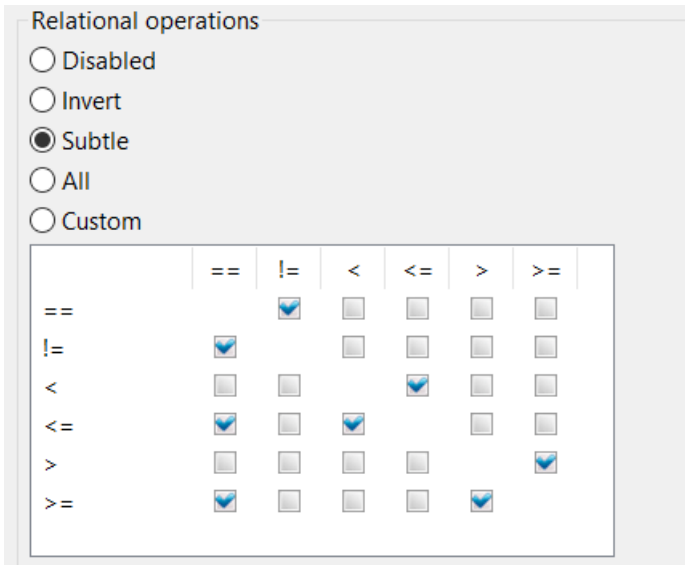 Relational operations
Disabled
Invert
Subtle
All
Custom
== != < <= > >=
==
!=
<
<=
>
>=